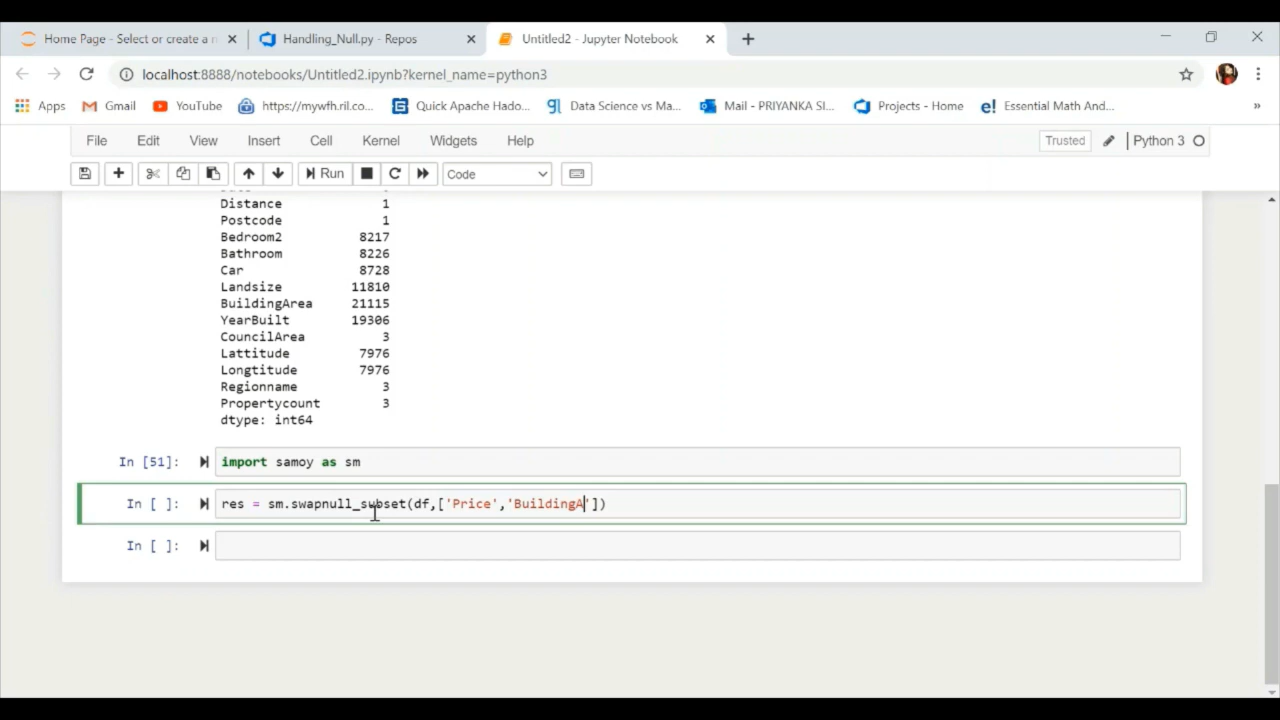 Home Page - Select or create a n
Handling_Null.py - Repos
Untitled2 - Jupyter Notebook
localhost:8888/notebooks/Untitled2.ipynb?kernel_name=python3
Apps
Gmail
YouTube
https://mywfh.ril.co...
Quick Apache Hado...
Data Science vs Ma...
Mail - PRIYANKA SI...
Projects - Home
Essential Math And...
»
File Edit View Insert Cell Kernel Widgets Help
Trusted
Python 3
Run
Code
Distance 1
Postcode 1
Bedroom2 8217
Bathroom 8226
Car 8728
Landsize 11810
BuildingArea 21115
YearBuilt 19306
CouncilArea 3
Lattitude 7976
Longtitude 7976
Regionname 3
Propertycount 3
dtype: int64
In [51]: import samoy as sm
In [ ]: res = sm.swapnull_subset(df,['Price','BuildingA'])
In [ ]: